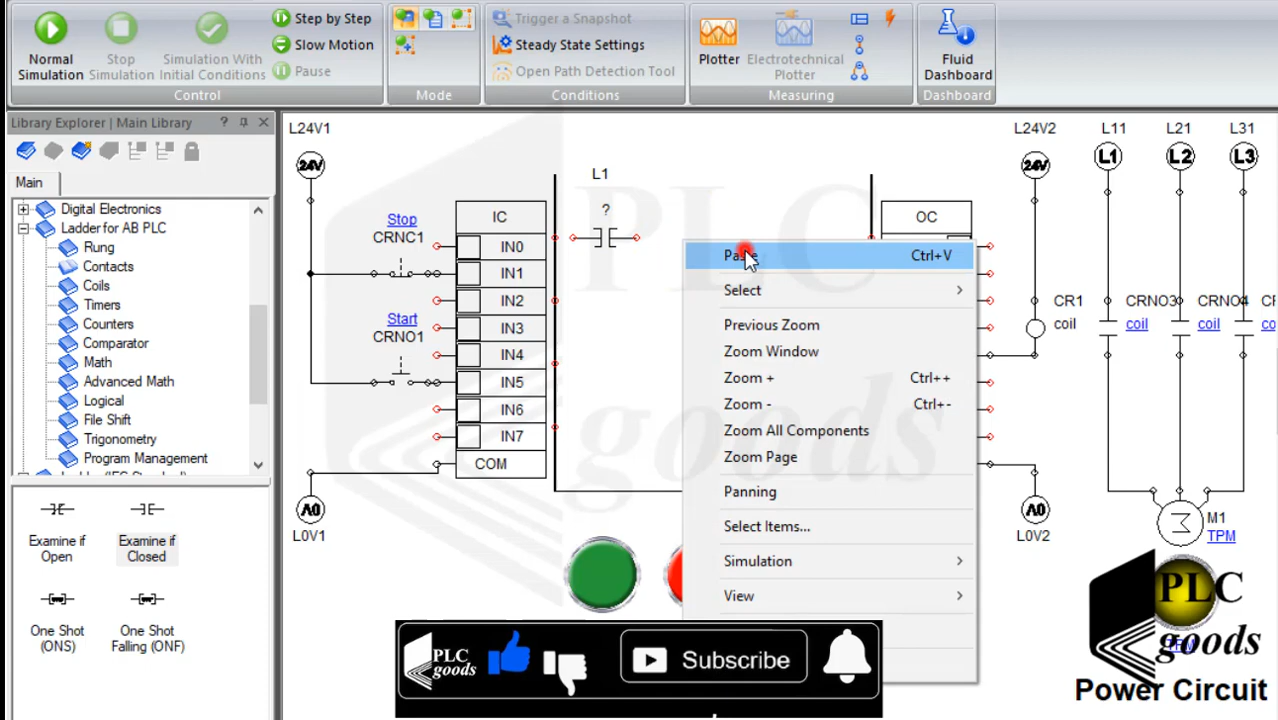 Normal
Simulation
Stop
Simulation
Simulation With
Initial Conditions
Step by Step
Slow Motion
Pause
Control
Mode
Trigger a Snapshot
Steady State Settings
Open Path Detection Tool
Conditions
Plotter
Electrotechnical
Plotter
Measuring
Fluid
Dashboard
Dashboard
Library Explorer | Main Library
?
Main
Digital Electronics
Ladder for AB PLC
Rung
Contacts
Coils
Timers
Counters
Comparator
Math
Advanced Math
Logical
File Shift
Trigonometry
Program Management
Examine if
Open
Examine if
Closed
One Shot
(ONS)
One Shot
Falling (ONF)
L24V1
24V
Stop
CRNC1
Start
CRNO1
IC
IN0
IN1
IN2
IN3
IN4
IN5
IN6
IN7
COM
L0V1
L1
?
OC
Paste Ctrl+V
Select
Previous Zoom
Zoom Window
Zoom + Ctrl++
Zoom - Ctrl+-
Zoom All Components
Zoom Page
Panning
Select Items...
Simulation
View
L24V2
24V
CR1
coil
L0V2
L11
L21
L31
L1
L2
L3
CRNO3
coil
CRNO4
coil
M1
TPM
PLC
goods
Power Circuit
PLC
goods
Subscribe
PLC
goods